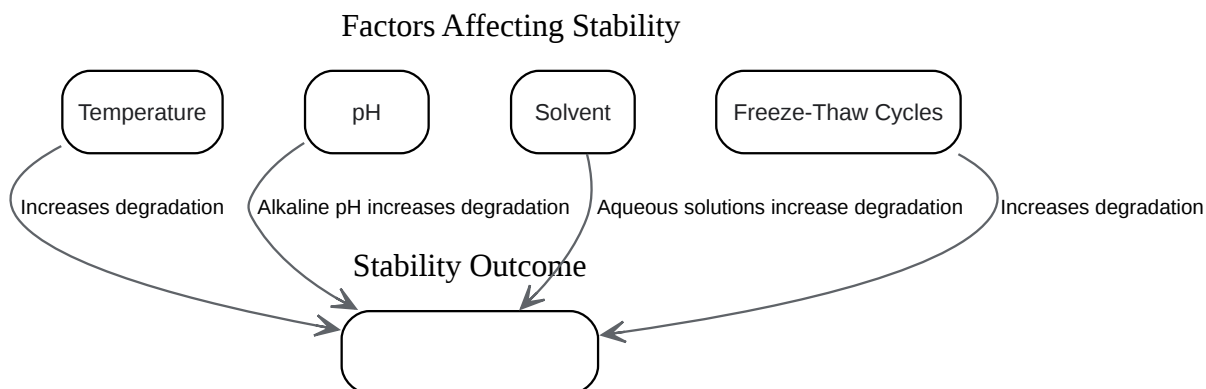 Factors Affecting Stability
Temperature
pH
Solvent
Freeze-Thaw Cycles
Increases degradation
Alkaline pH increases degradation
Aqueous solutions increase degradation
Increases degradation
Stability Outcome